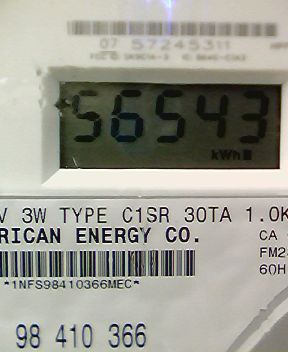 07 57245311
56543
kWh
V 3W TYPE C1SR 30TA 1.0K
RICAN ENERGY CO.
CA
*1NFS98410366MEC*
FM2
60H
98 410 366